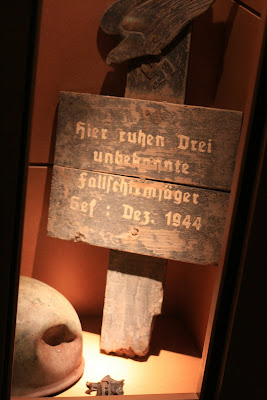 Hier ruhen Drei
unbekannte
Fallschirmjäger
Gef : Dez. 1944